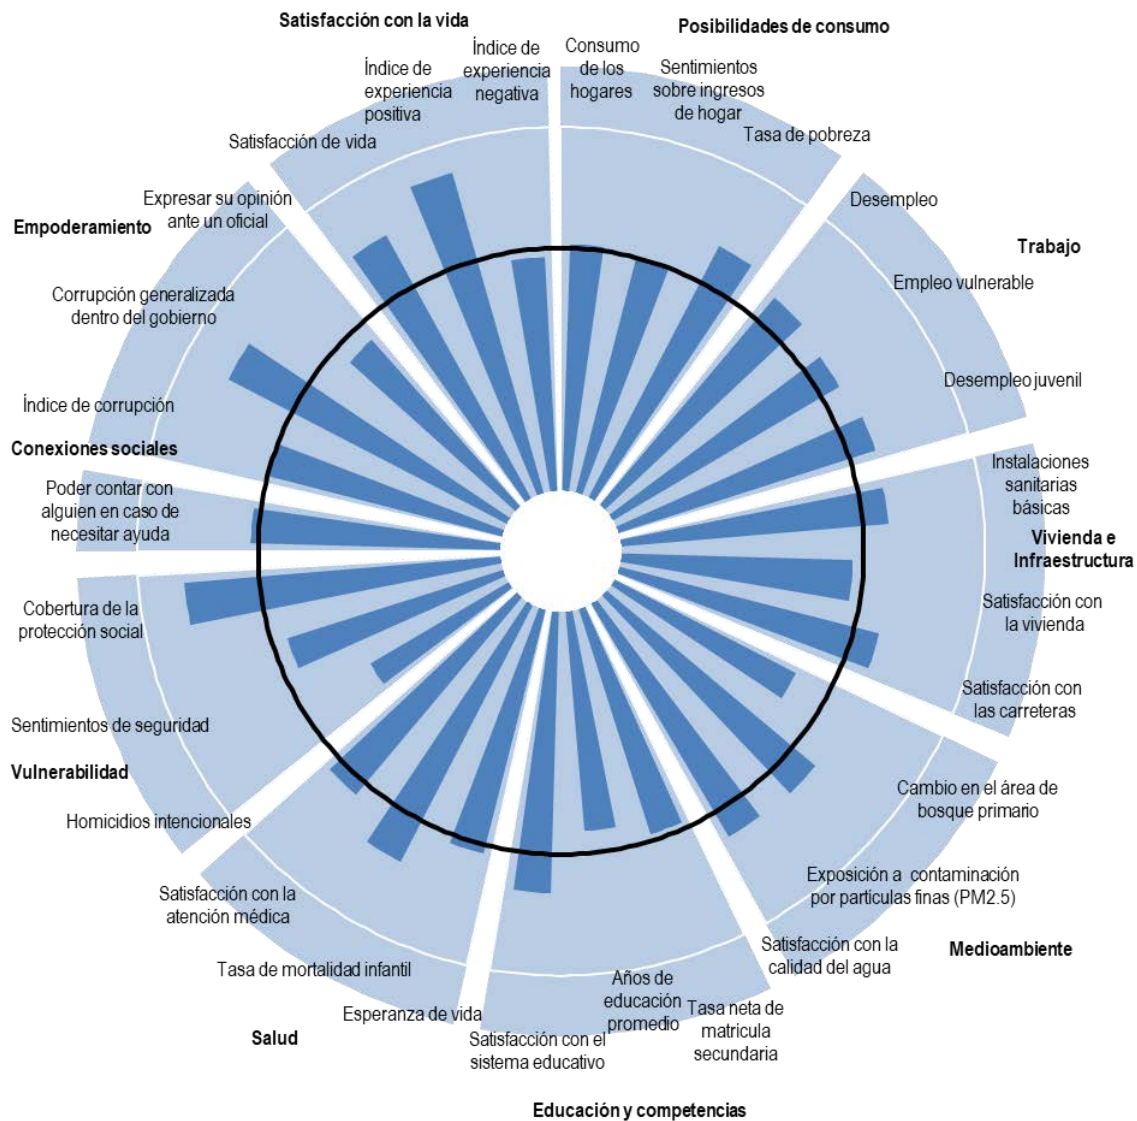 Satisfacción con la vida
Posibilidades de consumo
Índice de
experiencia
negativa
Consumo
de los
hogares
Sentimientos
sobre ingresos
de hogar
Índice de
experiencia
positiva
Tasa de pobreza
Satisfacción de vida
Expresar su opinión
ante un oficial
Desempleo
Empoderamiento
Trabajo
Corrupción generalizada
dentro del gobierno
Empleo vulnerable
Índice de corrupción
Desempleo juvenil
Conexiones sociales
Poder contar con
alguien en caso de
necesitar ayuda
Instalaciones
sanitarias
básicas
Vivienda e
Infraestructura
Cobertura de la
protección social
Satisfacción con
la vivienda
Satisfacción con
las carreteras
Sentimientos de seguridad
Vulnerabilidad
Homicidios intencionales
Cambio en el área de
bosque primario
Satisfacción con la
atención médica
Exposición a contaminación
por partículas finas (PM2.5)
Satisfacción con la
calidad del agua
Medioambiente
Tasa de mortalidad infantil
Esperanza de vida
Salud
Satisfacción con el
sistema educativo
Años de
educación
promedio
Tasa neta de
matrícula
secundaria
Educación y competencias